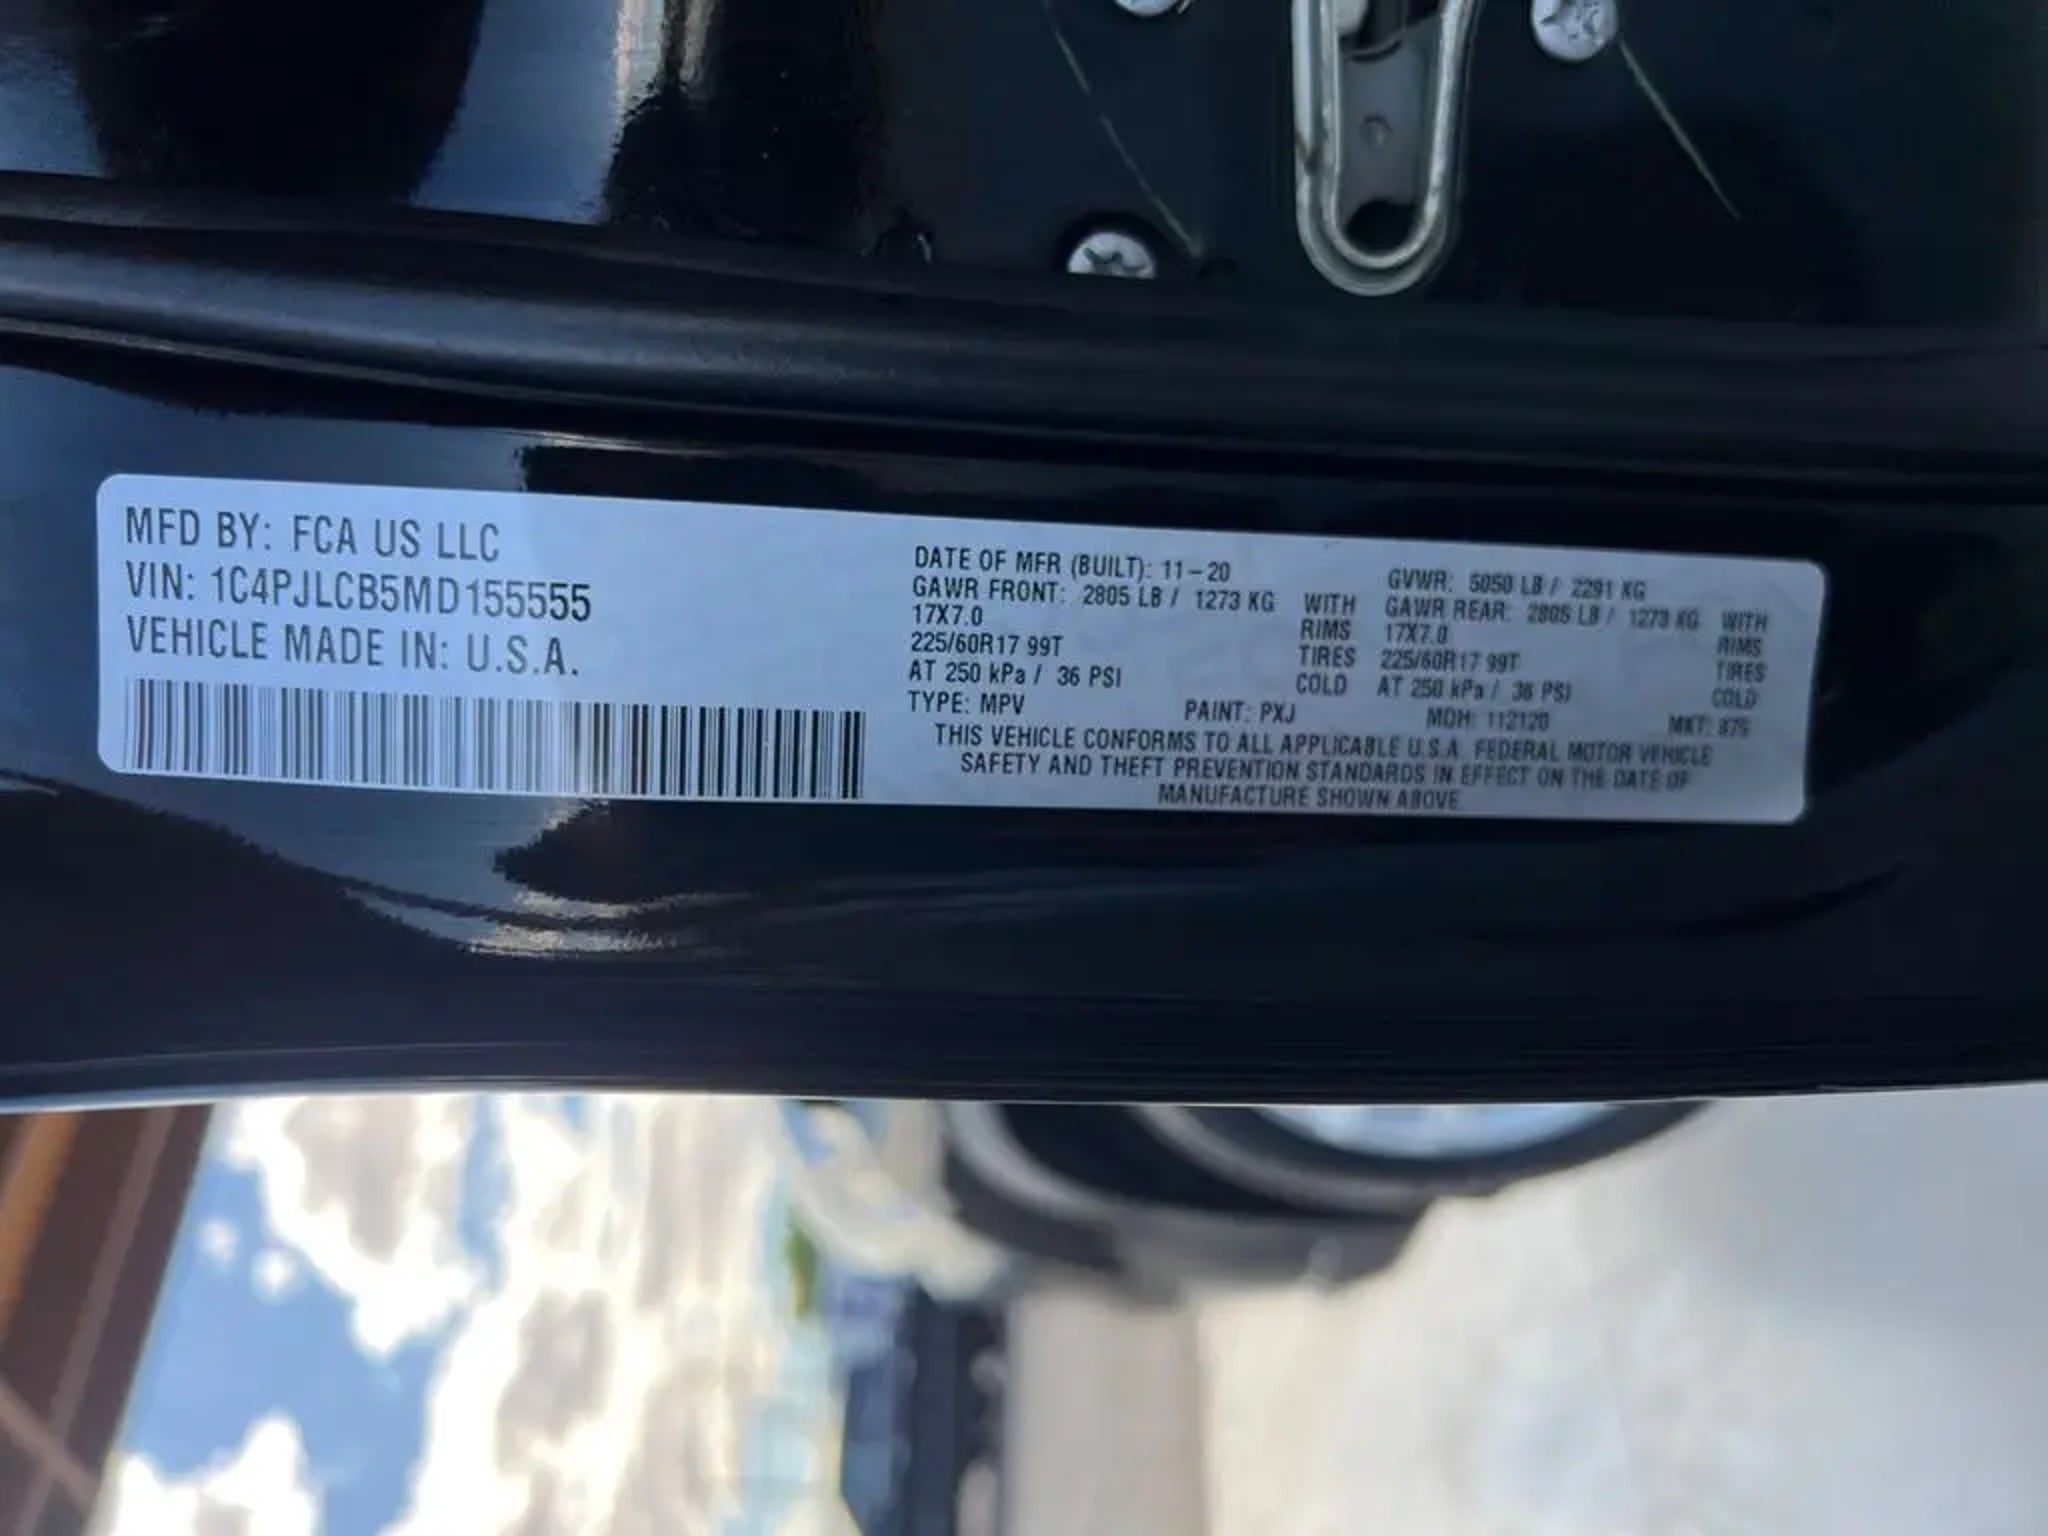 MFD BY: FCA US LLC
VIN: 1C4PJLCB5MD155555
VEHICLE MADE IN: U.S.A.
DATE OF MFR (BUILT): 11-20 GVWR: 5050 LB / 2291 KG
GAWR FRONT: 2805 LB / 1273 KG WITH GAWR REAR: 2805 LB / 1273 KG WITH
17X7.0 RIMS 17X7.0 RIMS
225/60R17 99T TIRES 225/60R17 99T TIRES
AT 250 kPa / 36 PSI COLD AT 250 kPa / 36 PSI COLD
TYPE: MPV PAINT: PXJ MDH: 112120 MKT:
THIS VEHICLE CONFORMS TO ALL APPLICABLE U.S.A. FEDERAL MOTOR VEHICLE
SAFETY AND THEFT PREVENTION STANDARDS IN EFFECT ON THE DATE OF
MANUFACTURE SHOWN ABOVE